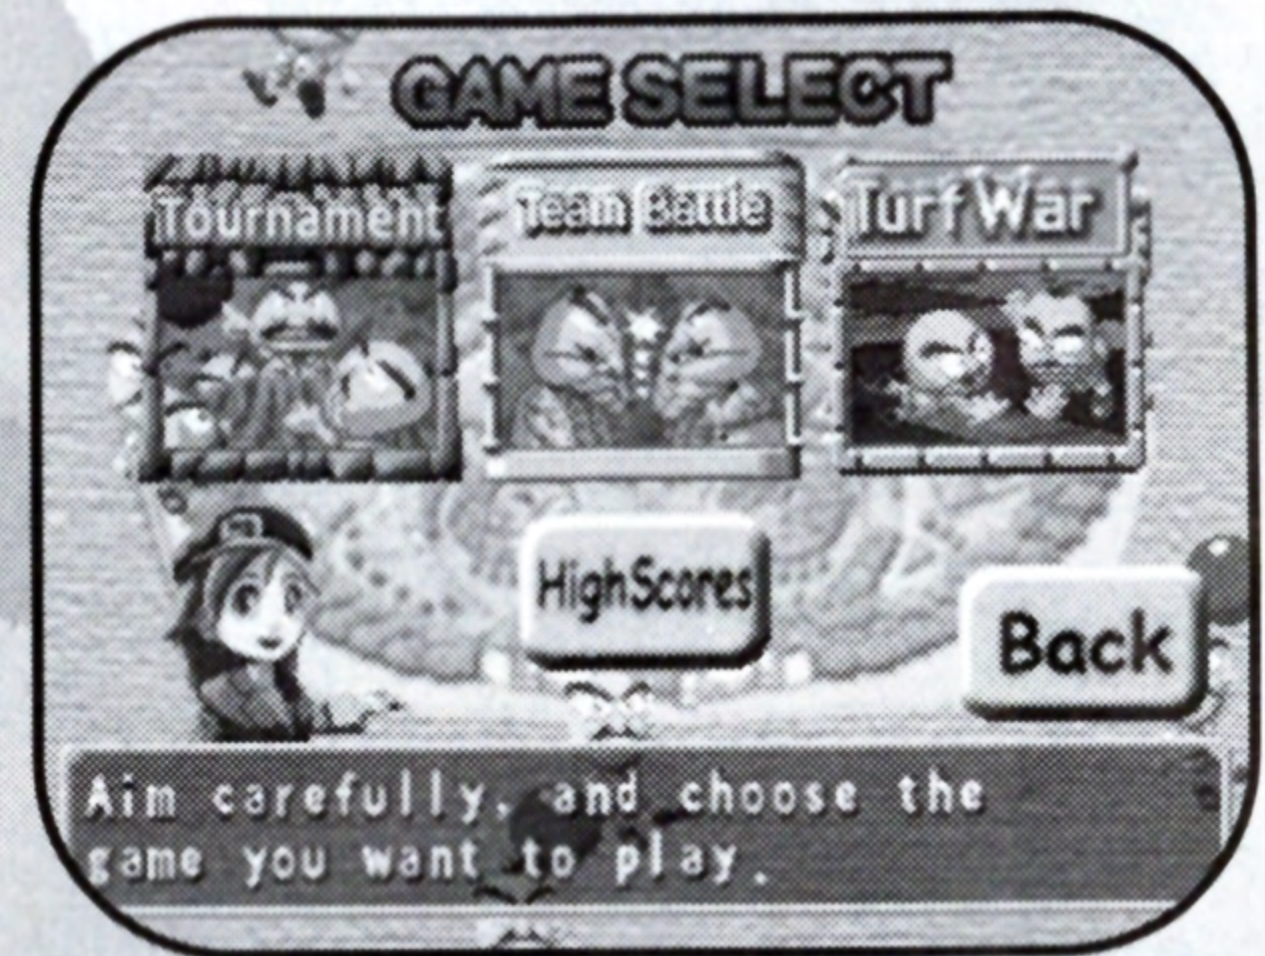 GAME SELECT
Tournament
Team Battle
Turf War
HighScores
Back
Aim carefully, and choose the
game you want to play.